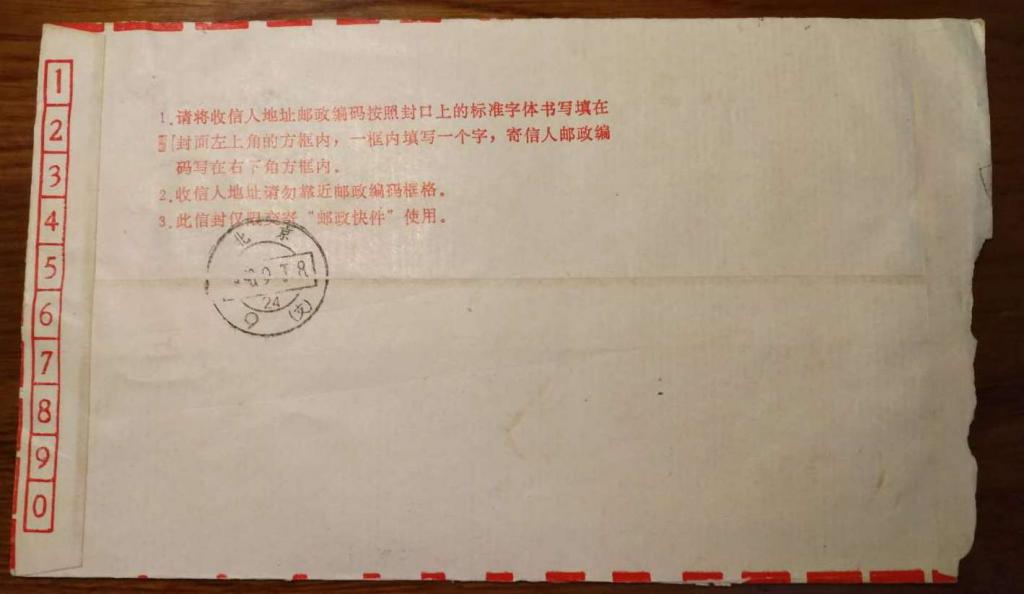 1
2
3
4
5
6
7
8
9
0
1.请将收信人地址邮政编码按照封口上的标准字体书写填在
封面左上角的方框内，一框内填写一个字，寄信人邮政编
码写在右下角方框内。
2.收信人地址请勿靠近邮政编码框格。
3.此信封仅限交寄“邮政快件”使用。
北京
24
(支)